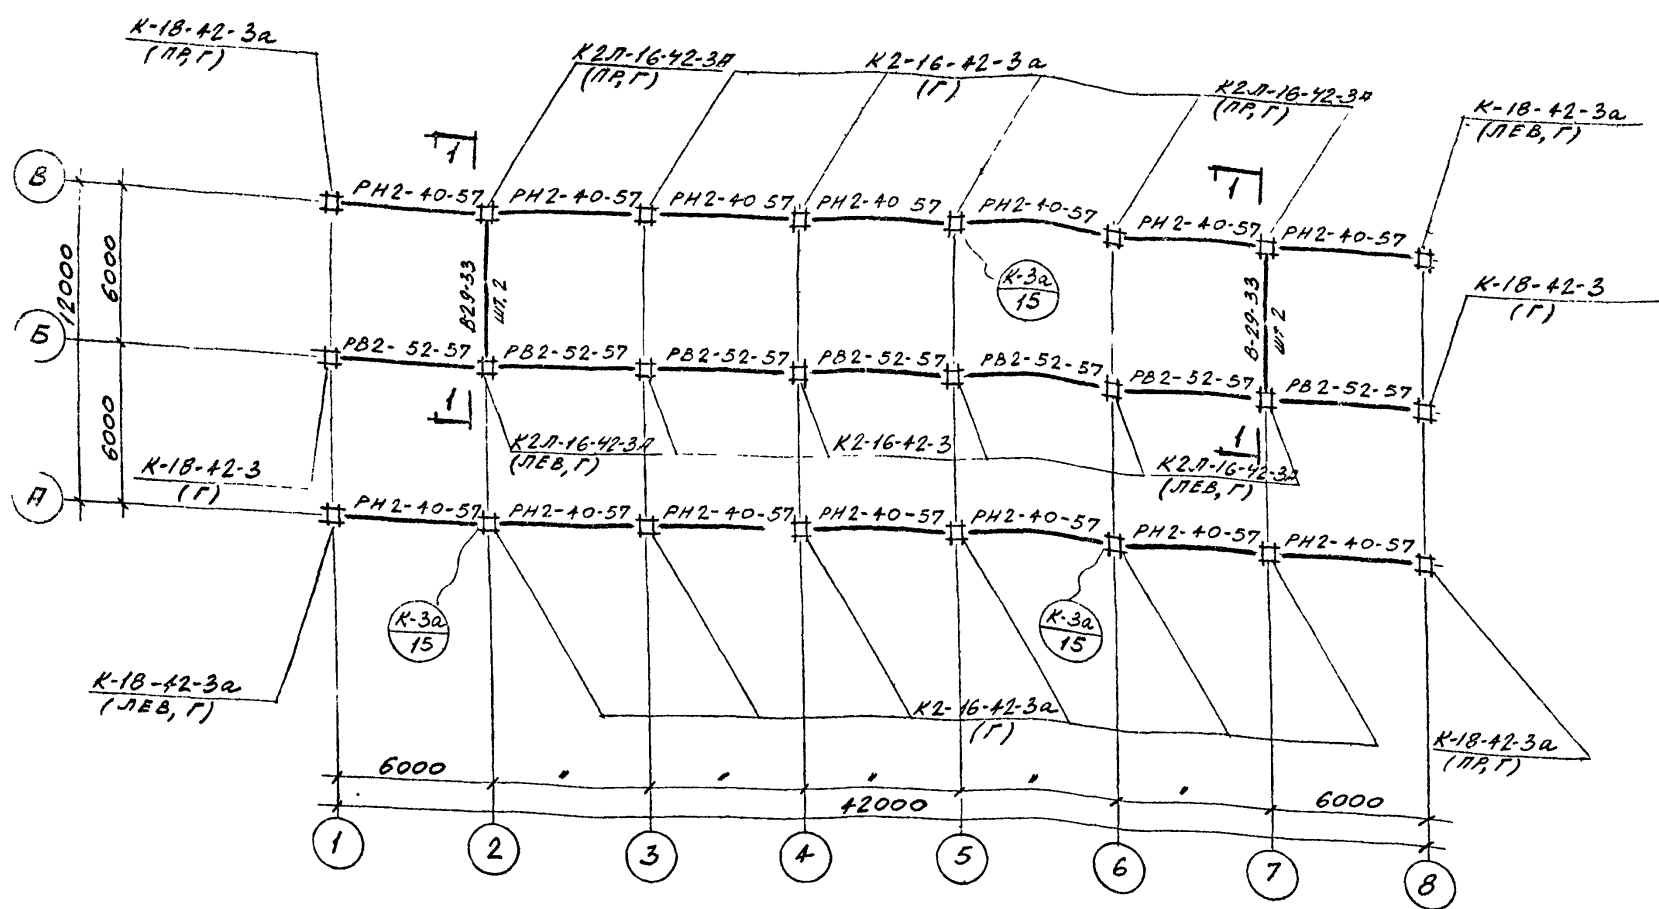 К-18-42-3а
(ПР, Г)
К2Л-16-42-3А
(ПР, Г)
К2-16-42-3а
(Г)
К2Л-16-42-3А
(ПР, Г)
К-18-42-3а
(ЛЕВ, Г)
1
1
В
РН2-40-57
РН2-40-57
РН2-40 57
РН2-40 57
РН2-40-57
РН2-40-57
РН2-40-57
12000
6000
В29-33
шт. 2
К-3а
15
В-29-33
шт 2
К-18-42-3
(Г)
Б
РВ2-52-57
РВ2-52-57
РВ2-52-57
РВ2-52-57
РВ2-52-57
РВ2-52-57
РВ2-52-57
6000
1
1
К2Л-16-42-3А
(ЛЕВ, Г)
К2-16-42-3
К2Л-16-42-3А
(ЛЕВ, Г)
К-18-42-3
(Г)
А
РН2-40-57
РН2-40-57
РН2-40-57
РН2-40-57
РН2-40-57
РН2-40-57
РН2-40-57
К-3а
15
К-3а
15
К-18-42-3а
(ЛЕВ, Г)
К2-16-42-3а
(Г)
К-18-42-3а
(ПР, Г)
6000
"
"
"
"
"
6000
42000
1
2
3
4
5
6
7
8